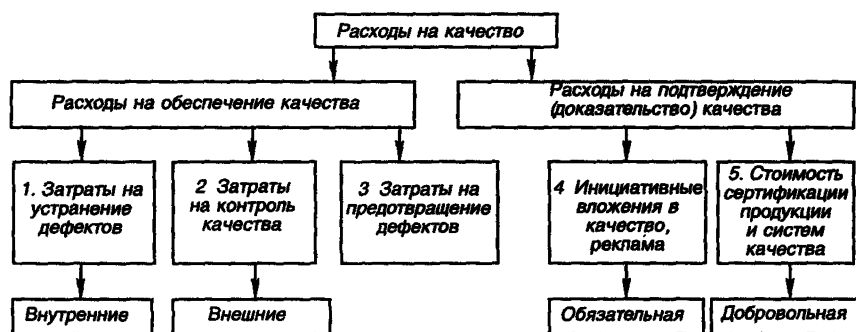 Расходы на качество
Расходы на обеспечение качества
Расходы на подтверждение
(доказательство) качества
1. Затраты на
устранение
дефектов
2 Затраты
на контроль
качества
3 Затраты на
предотвращение
дефектов
4 Инициативные
вложения в
качество,
реклама
5. Стоимость
сертификации
продукции
и систем
качества
Внутренние
Внешние
Обязательная
Добровольная